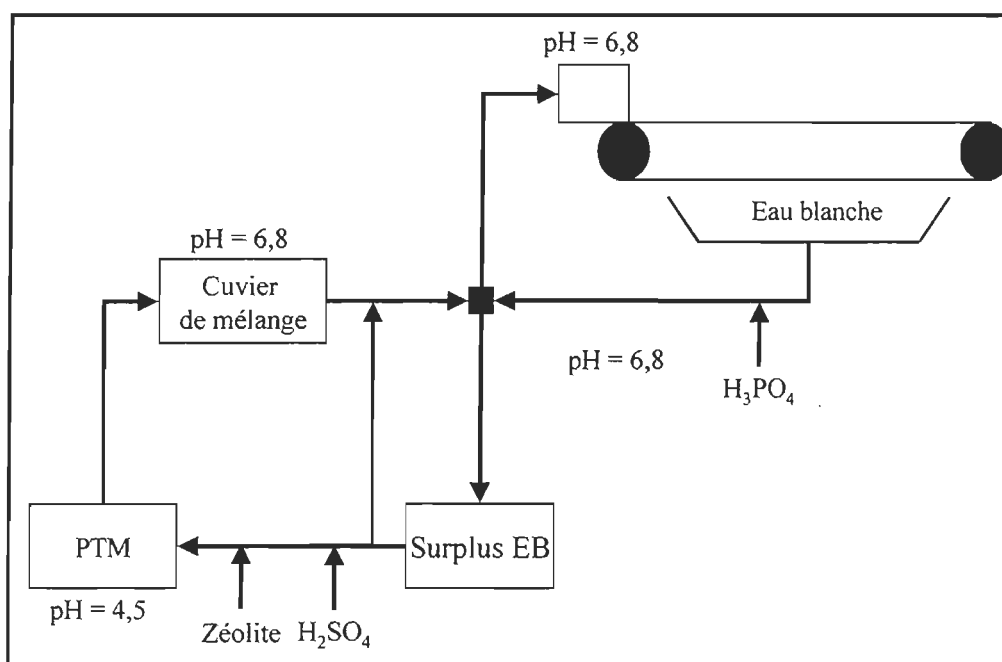 pH = 6,8
Eau blanche
pH = 6,8
Cuvier
de mélange
pH = 6,8
H₃PO₄
PTM
Surplus EB
pH = 4,5
Zéolite H₂SO₄